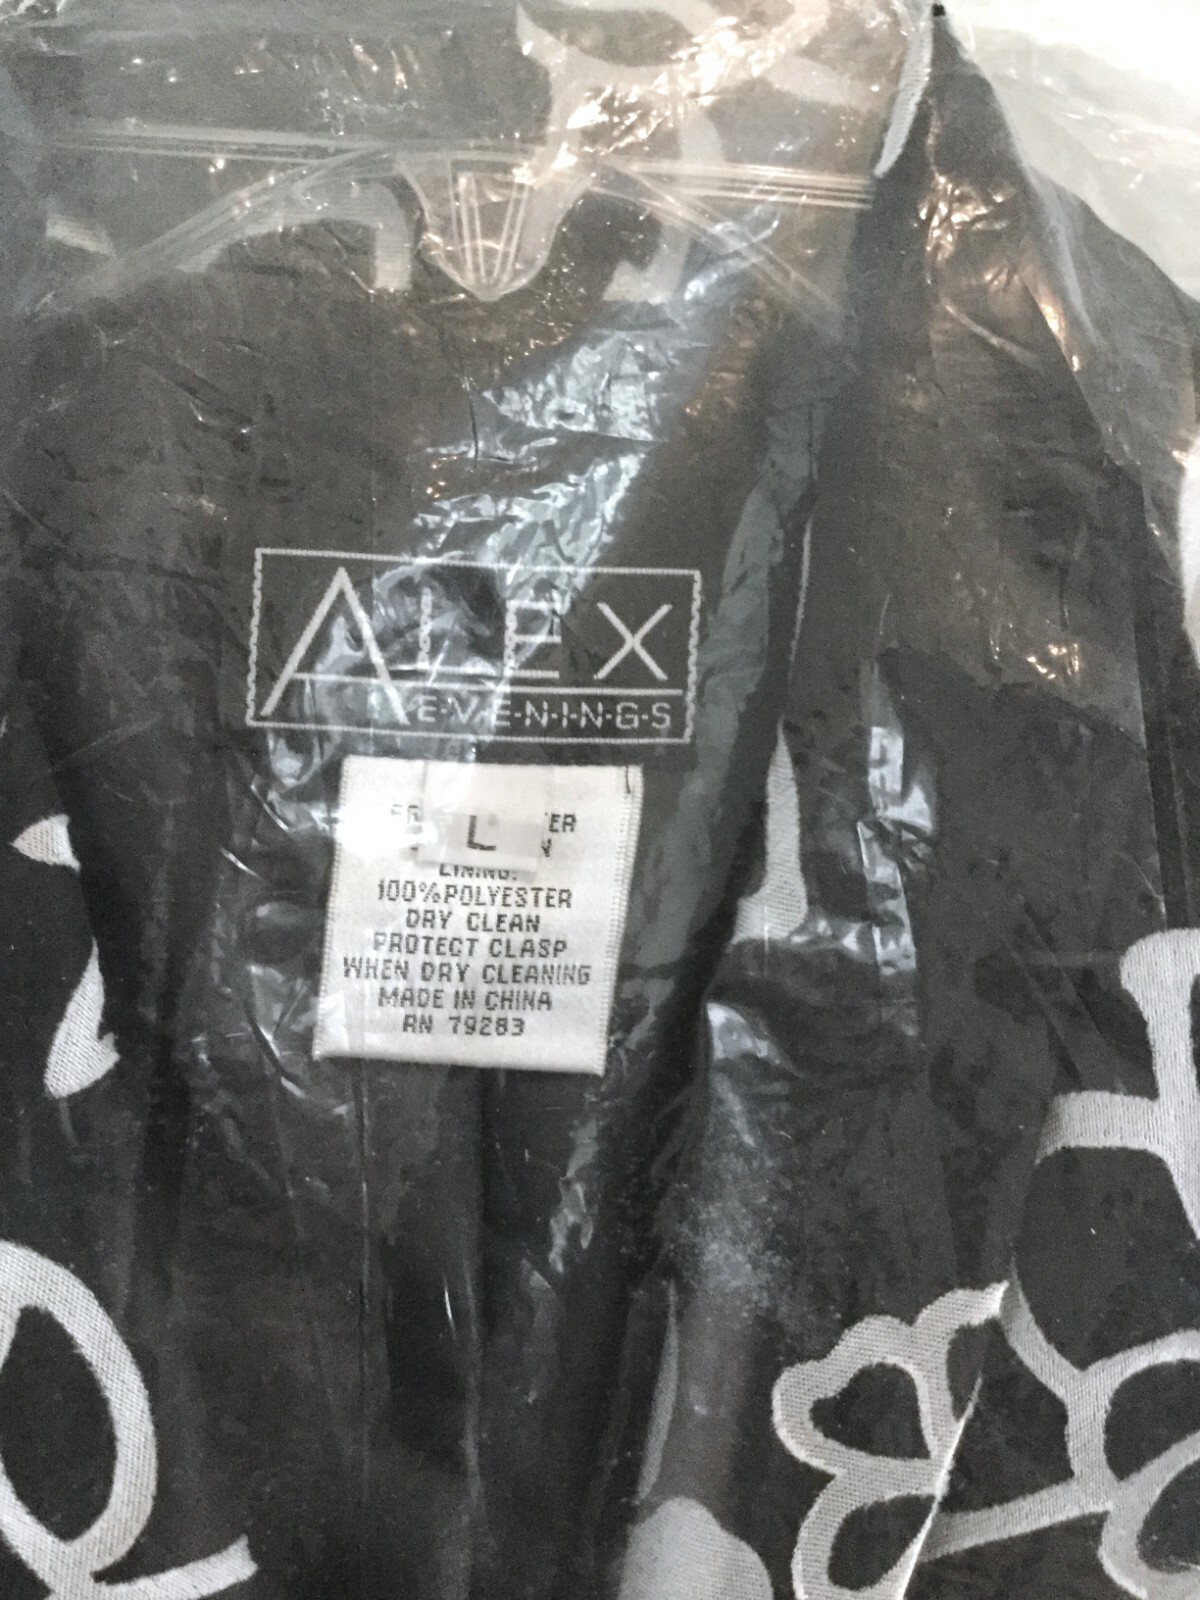 ALEX
E·V·E·N·I·N·G·S
L
LINING:
100%POLYESTER
DRY CLEAN
PROTECT CLASP
WHEN DRY CLEANING
MADE IN CHINA
RN 79283